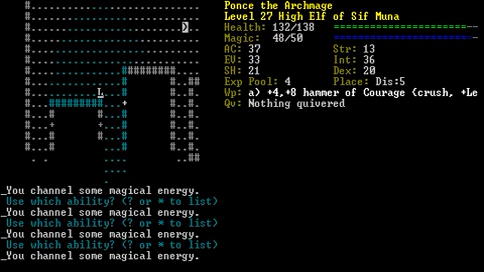 Ponce the Archmage
Level 27 High Elf of Sif Muna
Health: 132/138
Magic: 48/50
AC: 37 Str: 13
EV: 33 Int: 36
SH: 21 Dex: 20
Exp Pool: 4 Place: Dis:5
Wp: a) +4,+8 hammer of Courage {crush, +Le
Qv: Nothing quivered
_You channel some magical energy.
Use which ability? (? or * to list)
_You channel some magical energy.
Use which ability? (? or * to list)
_You channel some magical energy.
Use which ability? (? or * to list)
_You channel some magical energy.